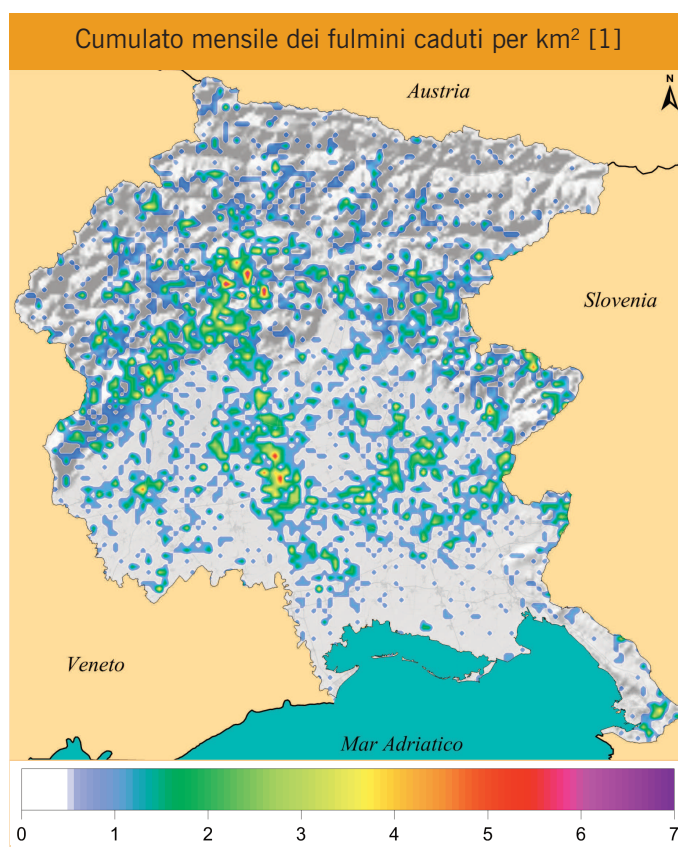 Cumulato mensile dei fulmini caduti per km² [1]
Austria
N
Slovenia
Veneto
Mar Adriatico
0 1 2 3 4 5 6 7